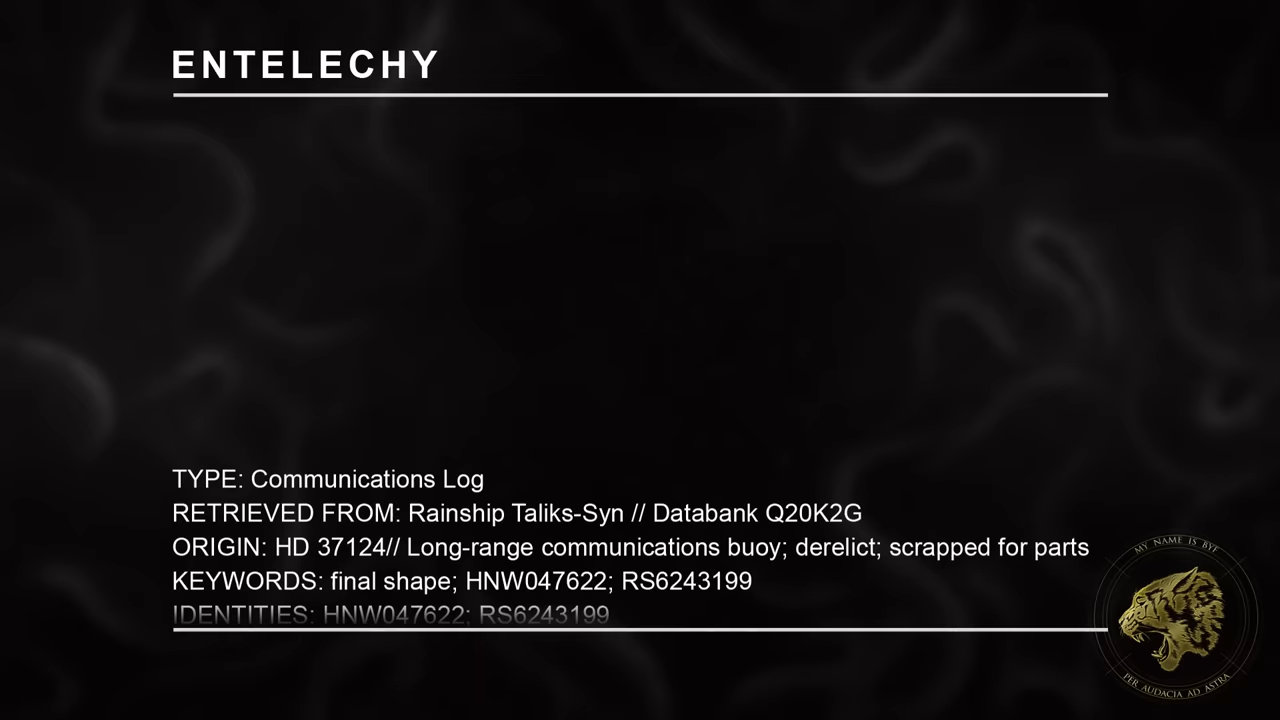 ENTELECHY
TYPE: Communications Log
RETRIEVED FROM: Rainship Taliks-Syn // Databank Q20K2G
ORIGIN: HD 37124// Long-range communications buoy; derelict; scrapped for parts
KEYWORDS: final shape; HNW047622; RS6243199
IDENTITIES: HNW047622; RS6243199
MY NAME IS BYF
PER AUDACIA AD ASTRA